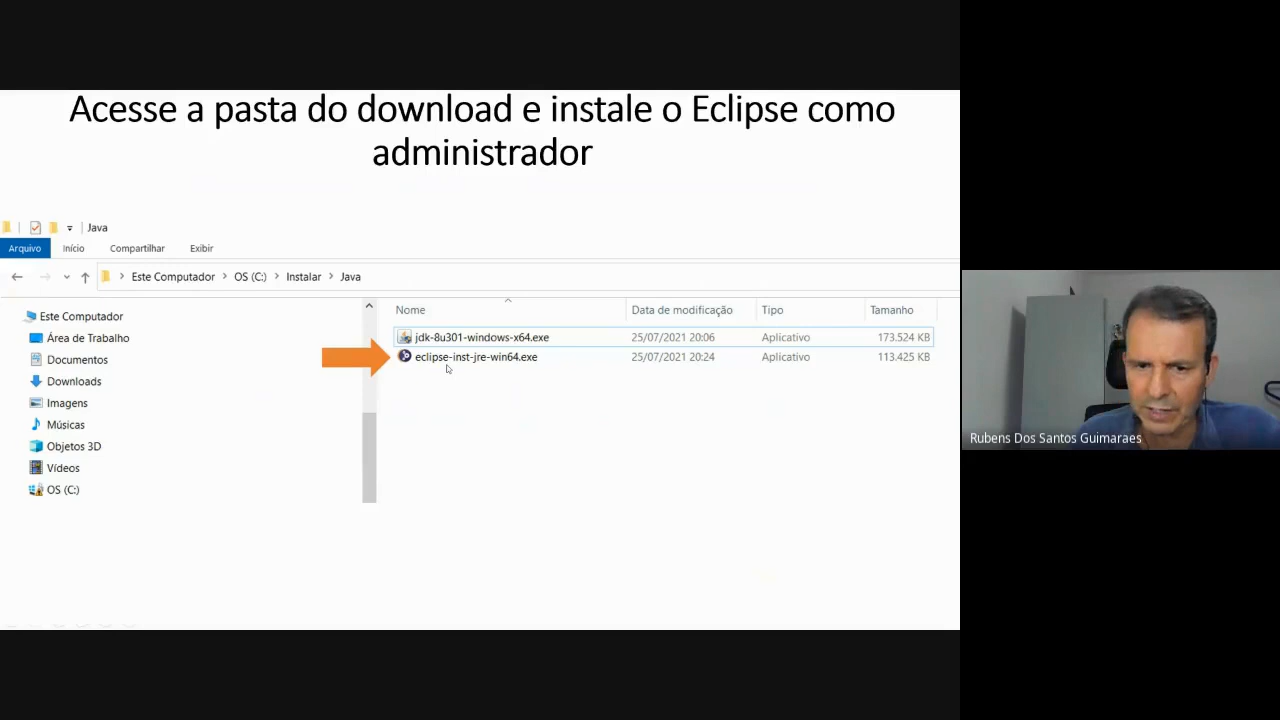 Acesse a pasta do download e instale o Eclipse como
administrador
Java
Arquivo Início Compartilhar Exibir
Este Computador > OS (C:) > Instalar > Java
Nome Data de modificação Tipo Tamanho
Este Computador
Área de Trabalho
Documentos
Downloads
Imagens
Músicas
Objetos 3D
Vídeos
OS (C:)
jdk-8u301-windows-x64.exe 25/07/2021 20:06 Aplicativo 173.524 KB
eclipse-inst-jre-win64.exe 25/07/2021 20:24 Aplicativo 113.425 KB
Rubens Dos Santos Guimaraes